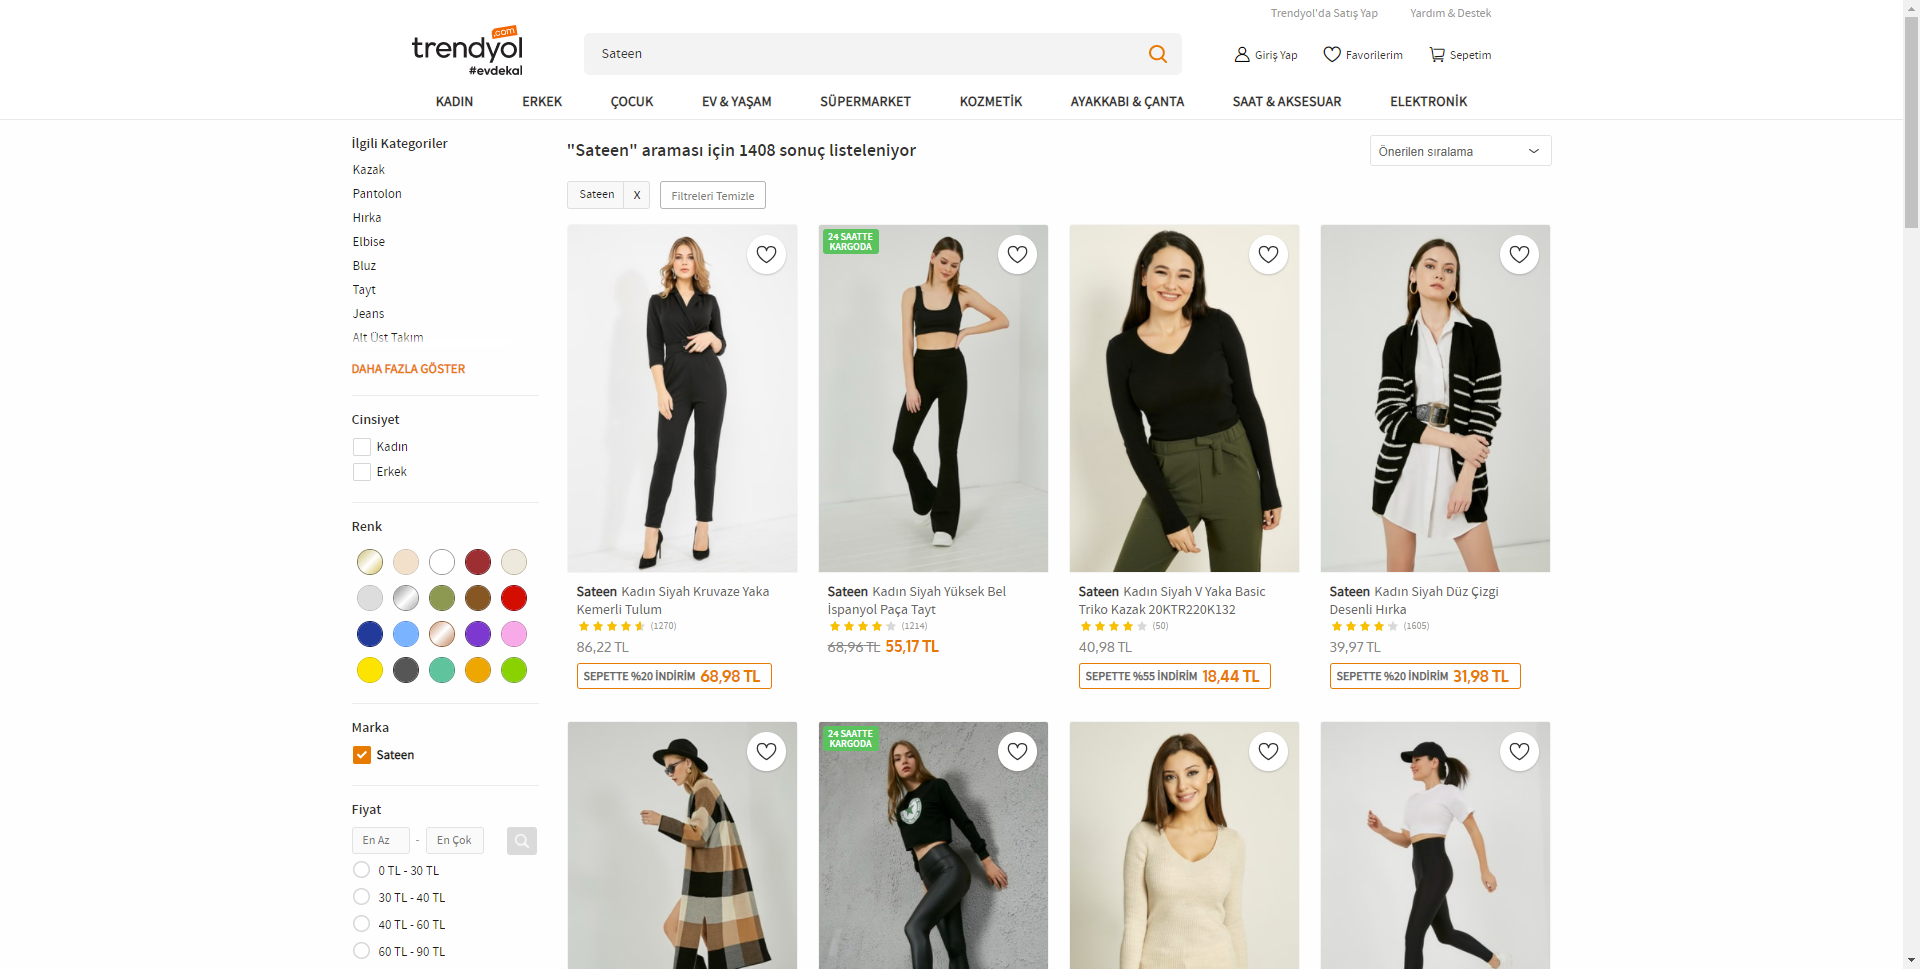 Trendyol'da Satış Yap
Yardım & Destek
.com
trendyol
#evdekal
Sateen
Giriş Yap
Favorilerim
Sepetim
KADIN
ERKEK
ÇOCUK
EV & YAŞAM
SÜPERMARKET
KOZMETİK
AYAKKABI & ÇANTA
SAAT & AKSESUAR
ELEKTRONİK
İlgili Kategoriler
Kazak
Pantolon
Hırka
Elbise
Bluz
Tayt
Jeans
Alt Üst Takım
DAHA FAZLA GÖSTER
Cinsiyet
Kadın
Erkek
Renk
Marka
Sateen
Fiyat
En Az - En Çok
0 TL - 30 TL
30 TL - 40 TL
40 TL - 60 TL
60 TL - 90 TL
"Sateen" araması için 1408 sonuç listeleniyor
Önerilen sıralama
Sateen X
Filtreleri Temizle
Sateen Kadın Siyah Kruvaze Yaka
Kemerli Tulum
(1270)
86,22 TL
SEPETTE %20 İNDİRİM 68,98 TL
24 SAATTE
KARGODA
Sateen Kadın Siyah Yüksek Bel
İspanyol Paça Tayt
(1214)
68,96 TL 55,17 TL
Sateen Kadın Siyah V Yaka Basic
Triko Kazak 20KTR220K132
(50)
40,98 TL
SEPETTE %55 İNDİRİM 18,44 TL
Sateen Kadın Siyah Düz Çizgi
Desenli Hırka
(1605)
39,97 TL
SEPETTE %20 İNDİRİM 31,98 TL
24 SAATTE
KARGODA